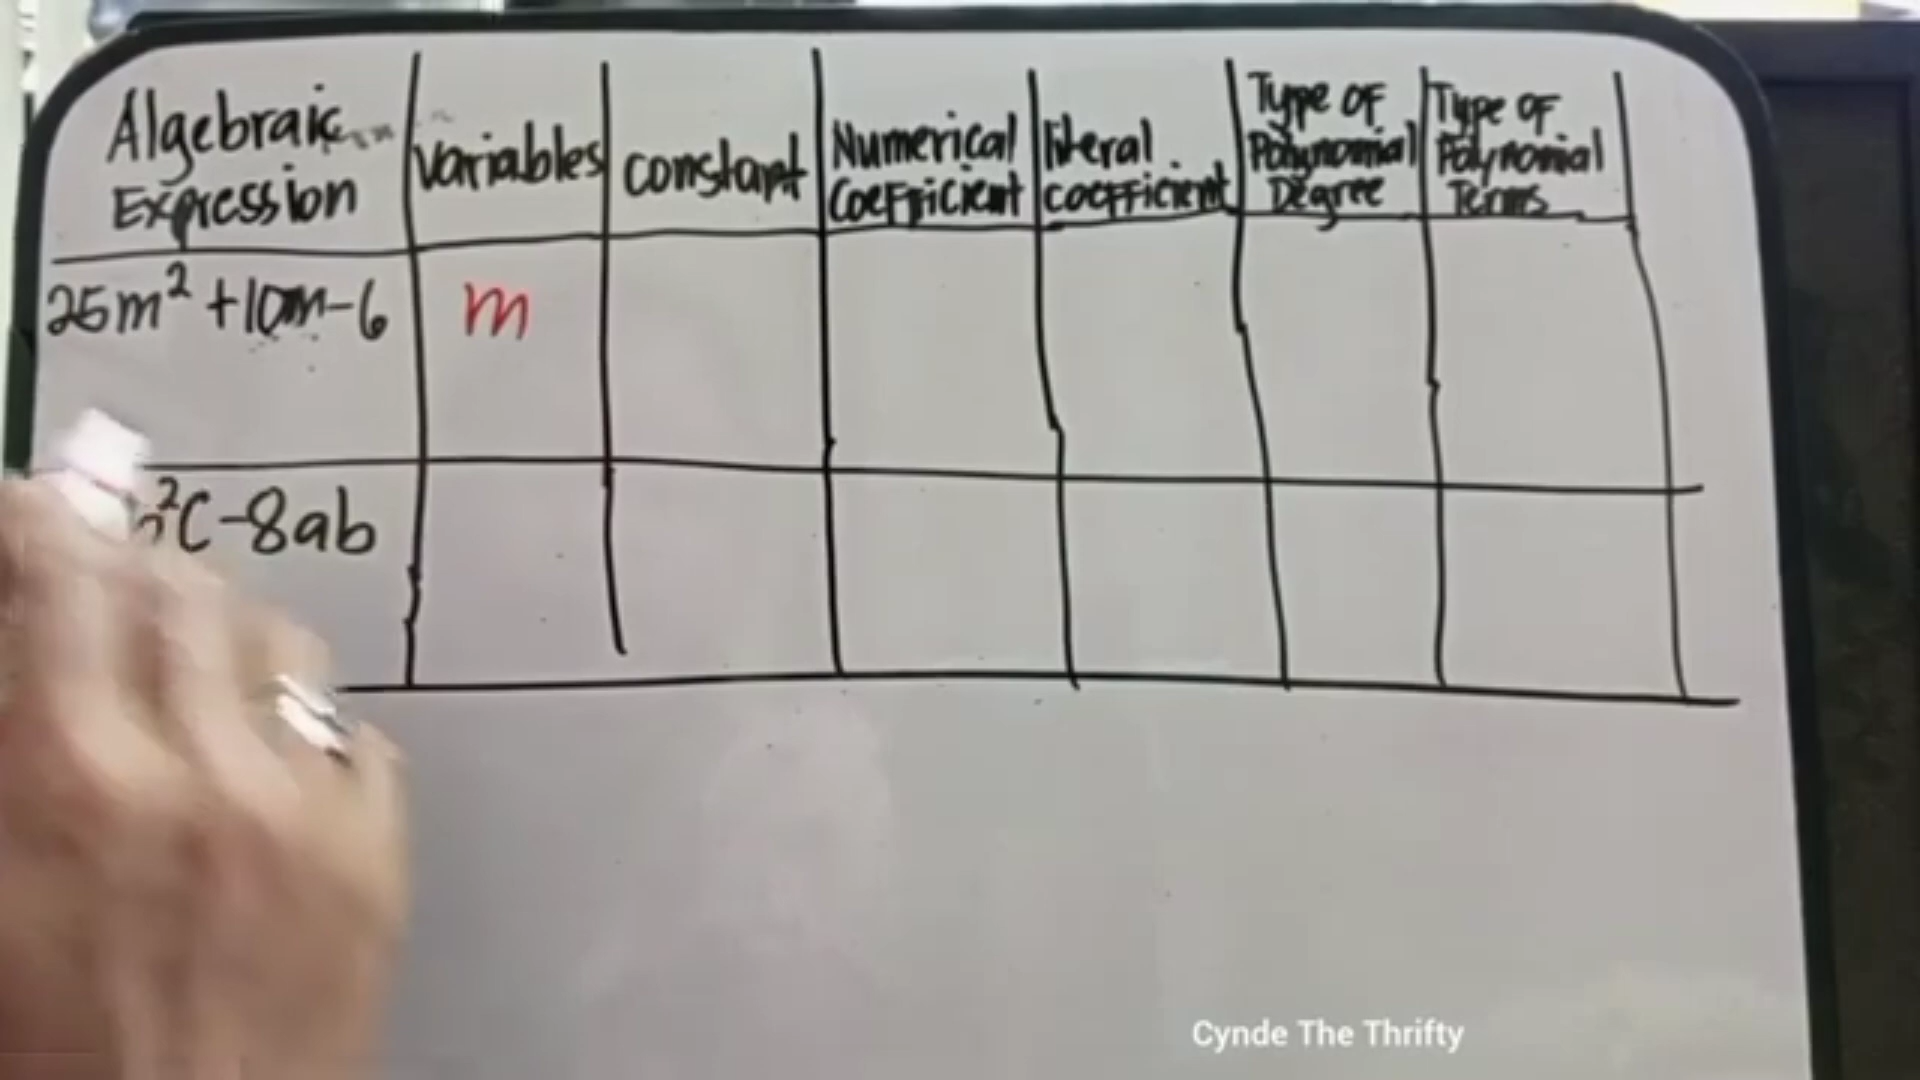 Algebraic
Expression
variables
constant
Numerical
Coefficient
literal
coefficient
Type of
Polynomial
Degree
Type of
Polynomial
Terms
25m² +10m-6
m
²C-8ab
Cynde The Thrifty